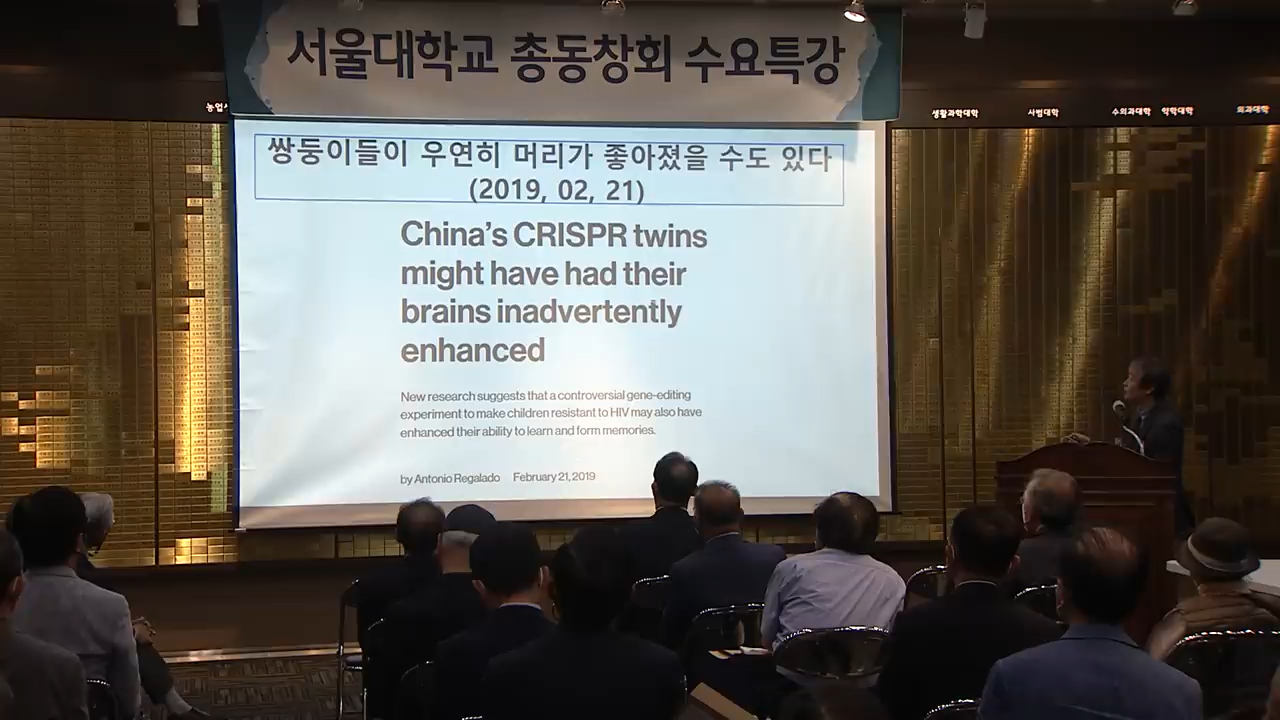 서울대학교 총동창회 수요특강
농업
생활과학대학
사범대학
수의과대학
약학대학
의과대학
쌍둥이들이 우연히 머리가 좋아졌을 수도 있다
(2019, 02, 21)
China's CRISPR twins
might have had their
brains inadvertently
enhanced
New research suggests that a controversial gene-editing
experiment to make children resistant to HIV may also have
enhanced their ability to learn and form memories.
by Antonio Regalado February 21, 2019